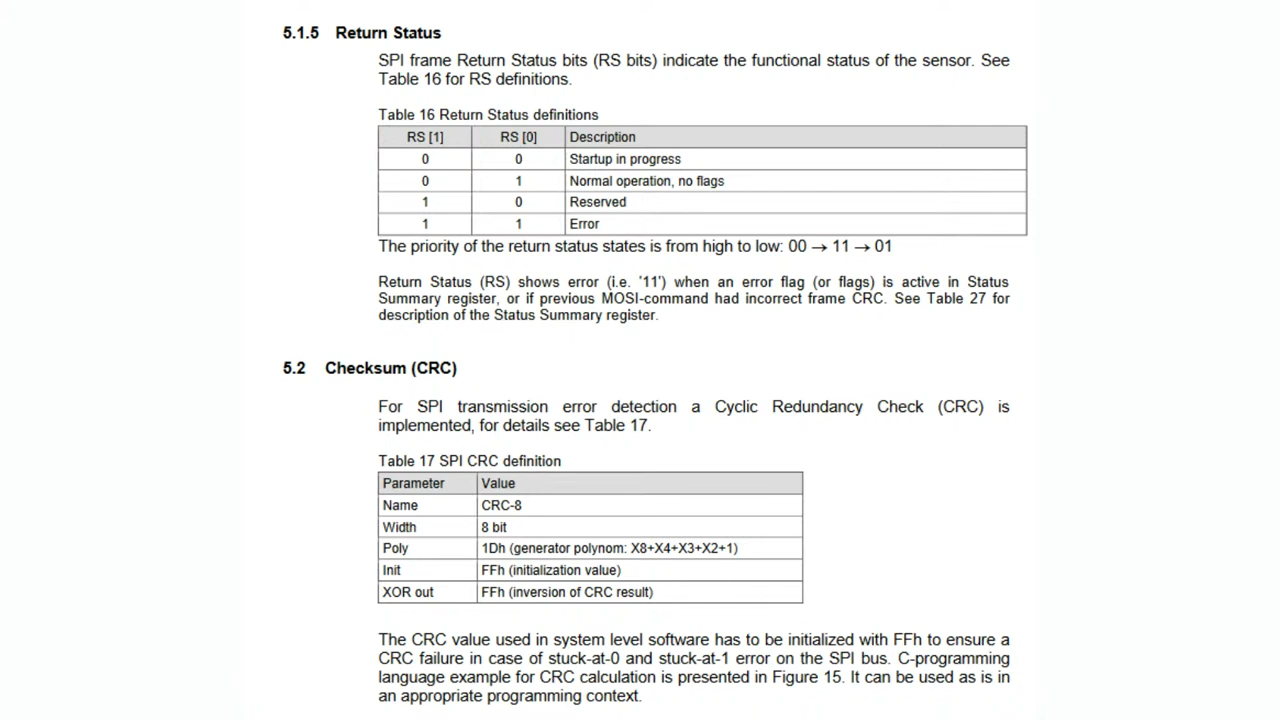 5.1.5 Return Status
SPI frame Return Status bits (RS bits) indicate the functional status of the sensor. See
Table 16 for RS definitions.
Table 16 Return Status definitions
RS [1] RS [0] Description
0 0 Startup in progress
0 1 Normal operation, no flags
1 0 Reserved
1 1 Error
The priority of the return status states is from high to low: 00 → 11 → 01
Return Status (RS) shows error (i.e. '11') when an error flag (or flags) is active in Status
Summary register, or if previous MOSI-command had incorrect frame CRC. See Table 27 for
description of the Status Summary register.
5.2 Checksum (CRC)
For SPI transmission error detection a Cyclic Redundancy Check (CRC) is
implemented, for details see Table 17.
Table 17 SPI CRC definition
Parameter Value
Name CRC-8
Width 8 bit
Poly 1Dh (generator polynom: X8+X4+X3+X2+1)
Init FFh (initialization value)
XOR out FFh (inversion of CRC result)
The CRC value used in system level software has to be initialized with FFh to ensure a
CRC failure in case of stuck-at-0 and stuck-at-1 error on the SPI bus. C-programming
language example for CRC calculation is presented in Figure 15. It can be used as is in
an appropriate programming context.